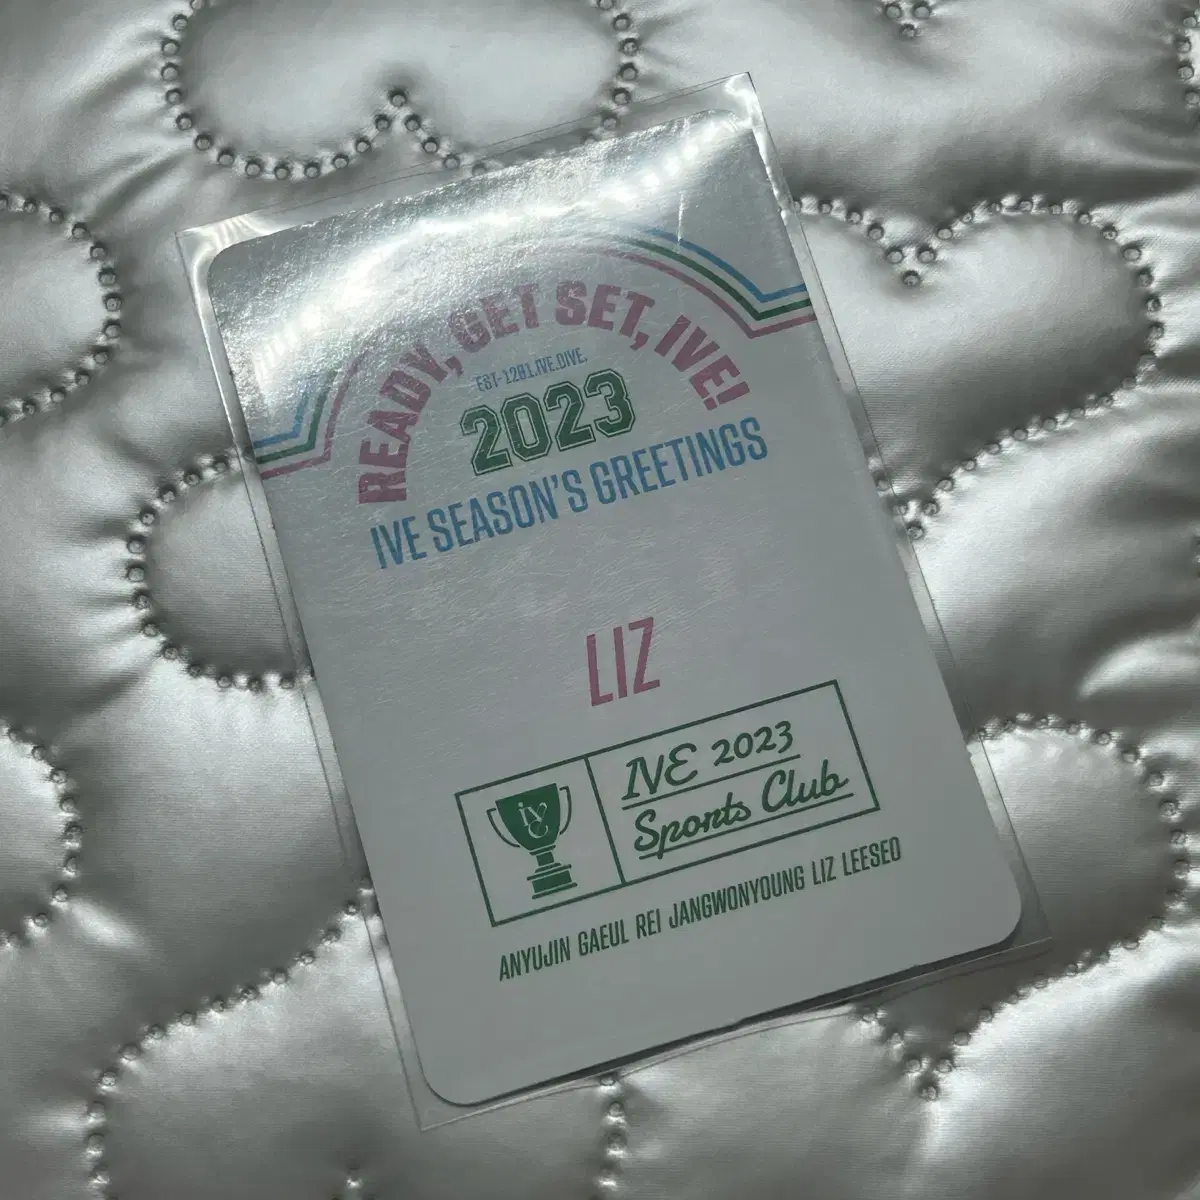 READY, GET SET, IVE!
EST-1201.IVE.DIVE.
2023
IVE SEASON'S GREETINGS
LIZ
IVE
IVE 2023
Sports Club
ANYUJIN GAEUL REI JANGWONYOUNG LIZ LEESEO